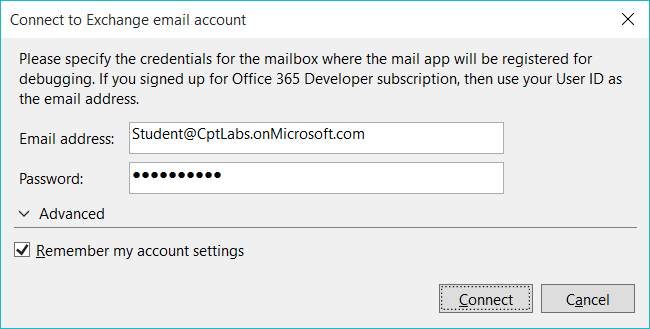 Connect to Exchange email account
Please specify the credentials for the mailbox where the mail app will be registered for
debugging. If you signed up for Office 365 Developer subscription, then use your User ID as
the email address.
Email address: Student@CptLabs.onMicrosoft.com
Password: ●●●●●●●●●●
Advanced
Remember my account settings
Connect Cancel